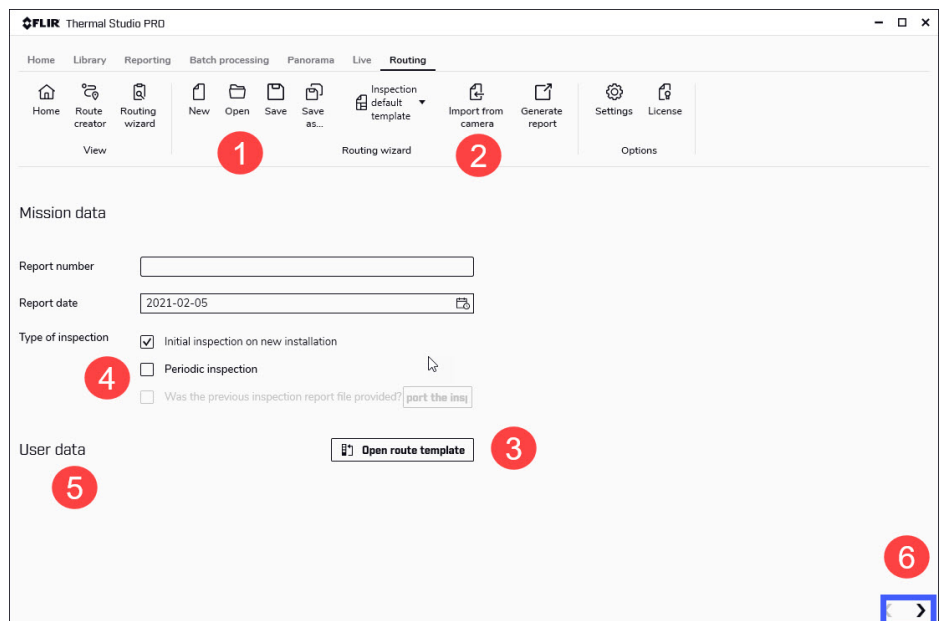 FLIR Thermal Studio PRO
Home Library Reporting Batch processing Panorama Live Routing
Home
Route creator
Routing wizard
New
Open
Save
Save as...
Inspection default template
Import from camera
Generate report
Settings
License
View
Routing wizard
Options
1
2
Mission data
Report number
Report date 2021-02-05
Type of inspection
Initial inspection on new installation
4
Periodic inspection
Was the previous inspection report file provided? port the insp
User data
Open route template
3
5
6